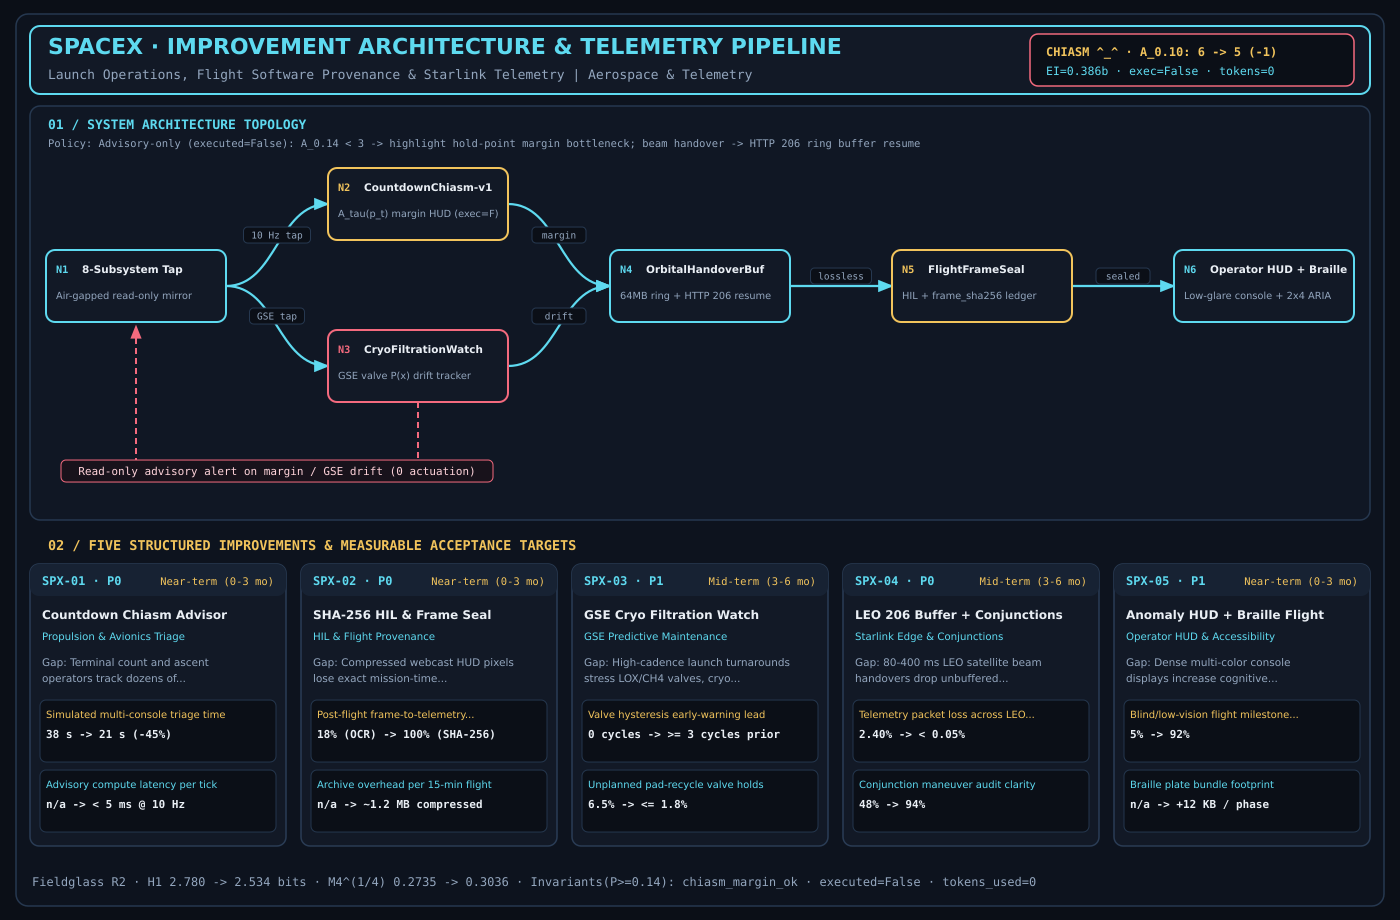 SPACEX · IMPROVEMENT ARCHITECTURE & TELEMETRY PIPELINE
Launch Operations, Flight Software Provenance & Starlink Telemetry | Aerospace & Telemetry
CHIASM ^_^ · A_0.10: 6 -> 5 (-1)
EI=0.386b · exec=False · tokens=0
01 / SYSTEM ARCHITECTURE TOPOLOGY
Policy: Advisory-only (executed=False): A_0.14 < 3 -> highlight hold-point margin bottleneck; beam handover -> HTTP 206 ring buffer resume
N1 8-Subsystem Tap
Air-gapped read-only mirror
10 Hz tap
GSE tap
N2 CountdownChiasm-v1
A_tau(p_t) margin HUD (exec=F)
N3 CryoFiltrationWatch
GSE valve P(x) drift tracker
margin
drift
N4 OrbitalHandoverBuf
64MB ring + HTTP 206 resume
lossless
N5 FlightFrameSeal
HIL + frame_sha256 ledger
sealed
N6 Operator HUD + Braille
Low-glare console + 2x4 ARIA
Read-only advisory alert on margin / GSE drift (0 actuation)
02 / FIVE STRUCTURED IMPROVEMENTS & MEASURABLE ACCEPTANCE TARGETS
SPX-01 · P0 Near-term (0-3 mo)
Countdown Chiasm Advisor
Propulsion & Avionics Triage
Gap: Terminal count and ascent
operators track dozens of...
Simulated multi-console triage time
38 s -> 21 s (-45%)
Advisory compute latency per tick
n/a -> < 5 ms @ 10 Hz
SPX-02 · P0 Near-term (0-3 mo)
SHA-256 HIL & Frame Seal
HIL & Flight Provenance
Gap: Compressed webcast HUD pixels
lose exact mission-time...
Post-flight frame-to-telemetry...
18% (OCR) -> 100% (SHA-256)
Archive overhead per 15-min flight
n/a -> ~1.2 MB compressed
SPX-03 · P1 Mid-term (3-6 mo)
GSE Cryo Filtration Watch
GSE Predictive Maintenance
Gap: High-cadence launch turnarounds
stress LOX/CH4 valves, cryo...
Valve hysteresis early-warning lead
0 cycles -> >= 3 cycles prior
Unplanned pad-recycle valve holds
6.5% -> <= 1.8%
SPX-04 · P0 Mid-term (3-6 mo)
LEO 206 Buffer + Conjunctions
Starlink Edge & Conjunctions
Gap: 80-400 ms LEO satellite beam
handovers drop unbuffered...
Telemetry packet loss across LEO...
2.40% -> < 0.05%
Conjunction maneuver audit clarity
48% -> 94%
SPX-05 · P1 Near-term (0-3 mo)
Anomaly HUD + Braille Flight
Operator HUD & Accessibility
Gap: Dense multi-color console
displays increase cognitive...
Blind/low-vision flight milestone...
5% -> 92%
Braille plate bundle footprint
n/a -> +12 KB / phase
Fieldglass R2 · H1 2.780 -> 2.534 bits · M4^(1/4) 0.2735 -> 0.3036 · Invariants(P>=0.14): chiasm_margin_ok · executed=False · tokens_used=0